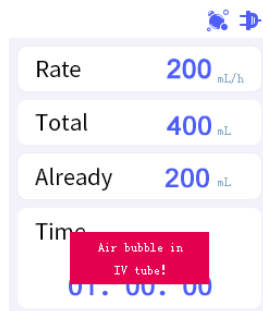 Rate 200 mL/h
Total 400 mL
Already 200 mL
Time
Air bubble in
IV tube!
01: 00: 00